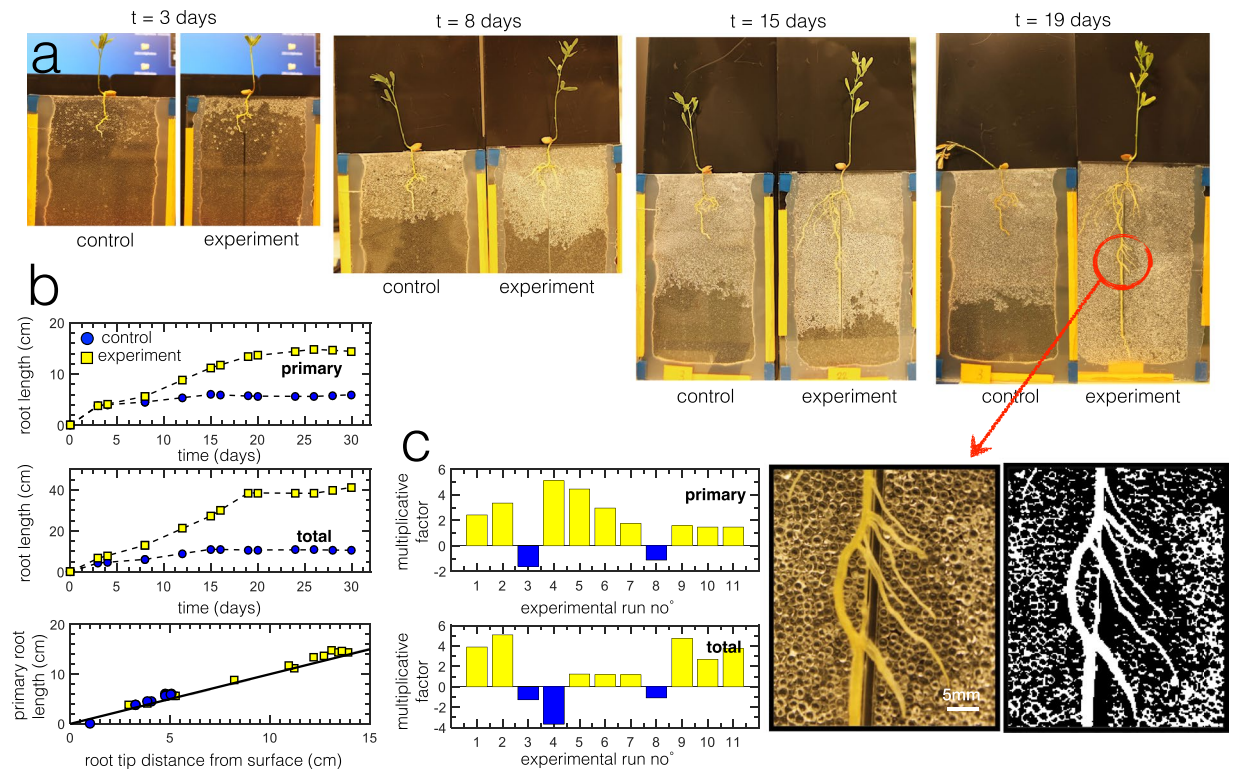 t = 3 days
t = 8 days
t = 15 days
t = 19 days
a
control
experiment
control
experiment
control
experiment
control
experiment
b
20
10
0
root length (cm)
control
experiment
primary
0 5 10 15 20 25 30
time (days)
40
20
0
root length (cm)
total
0 5 10 15 20 25 30
time (days)
20
10
0
primary root
length (cm)
0 5 10 15
root tip distance from surface (cm)
c
6
4
2
0
-2
multiplicative
factor
primary
1 2 3 4 5 6 7 8 9 10 11
experimental run no°
6
4
2
0
-2
-4
multiplicative
factor
total
1 2 3 4 5 6 7 8 9 10 11
experimental run no°
5mm